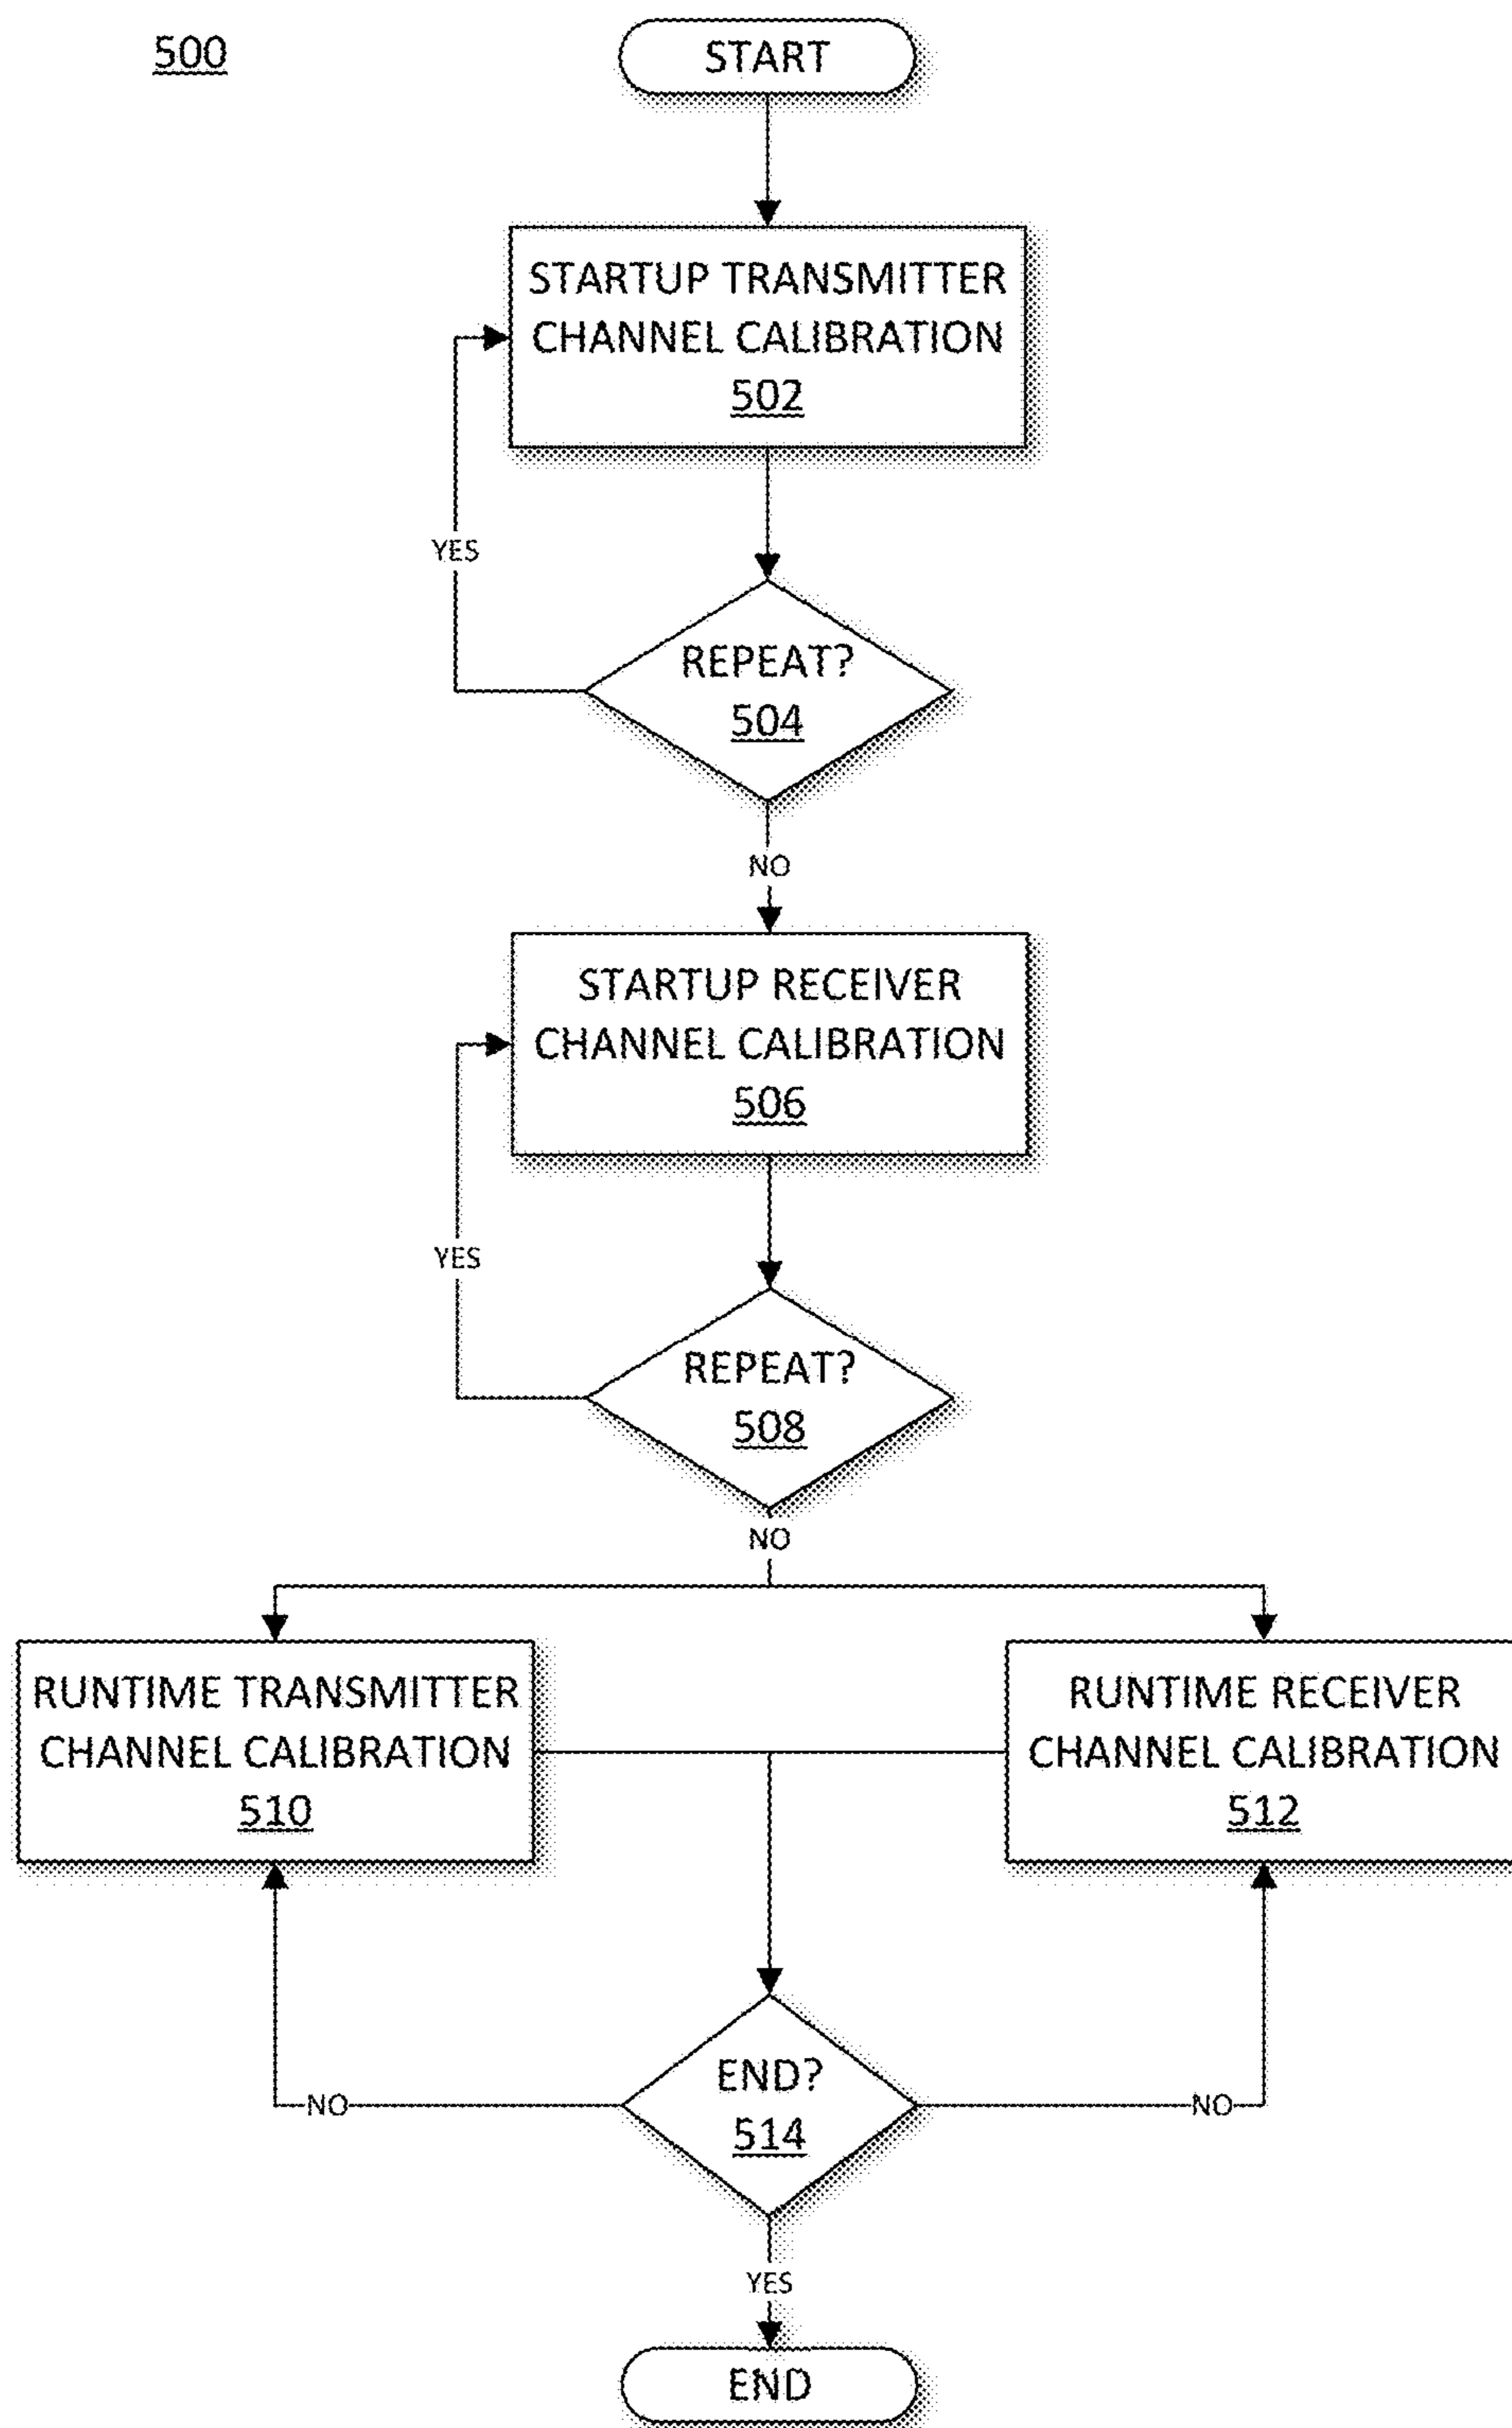 500
START
STARTUP TRANSMITTER
CHANNEL CALIBRATION
502
YES
REPEAT?
504
NO
STARTUP RECEIVER
CHANNEL CALIBRATION
506
YES
REPEAT?
508
NO
RUNTIME TRANSMITTER
CHANNEL CALIBRATION
510
RUNTIME RECEIVER
CHANNEL CALIBRATION
512
END?
514
NO
NO
YES
END